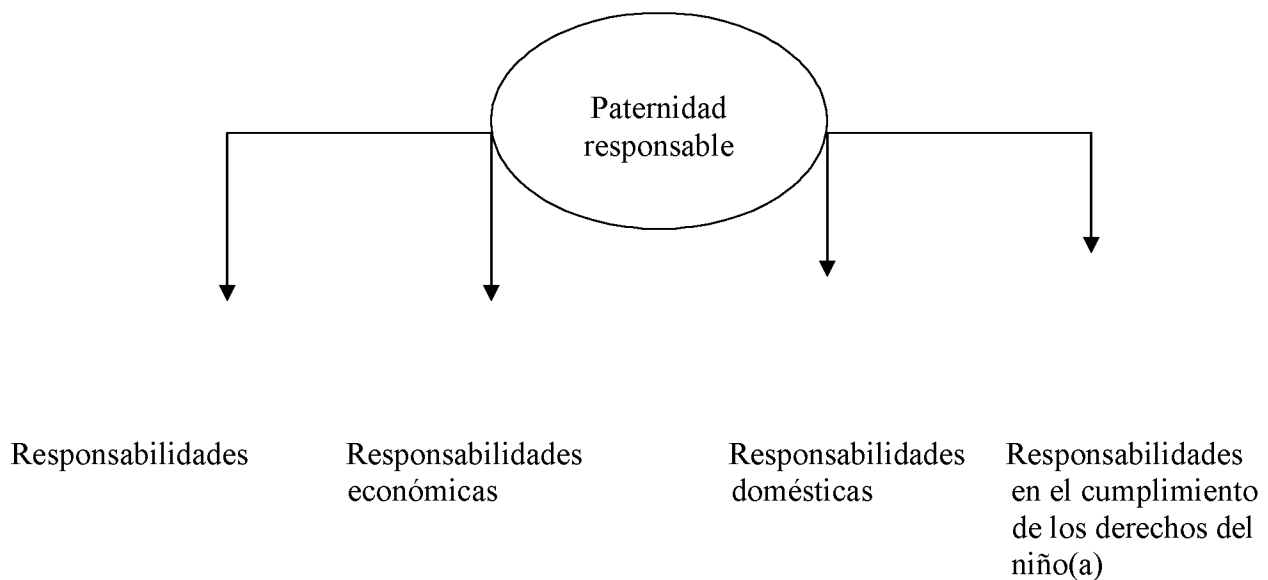 Paternidad
responsable
Responsabilidades
Responsabilidades
económicas
Responsabilidades
domésticas
Responsabilidades
en el cumplimiento
de los derechos del
niño(a)